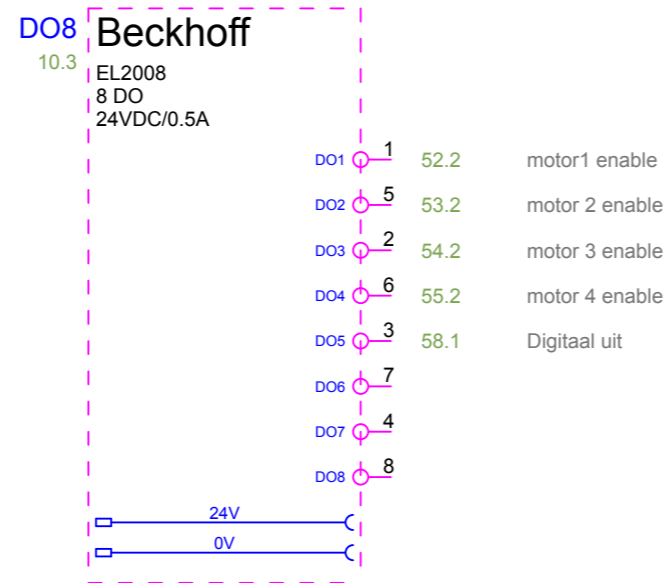 DO8 Beckhoff
10.3
EL2008
8 DO
24VDC/0.5A
DO1 1 52.2 motor1 enable
DO2 5 53.2 motor 2 enable
DO3 2 54.2 motor 3 enable
DO4 6 55.2 motor 4 enable
DO5 3 58.1 Digitaal uit
DO6 7
DO7 4
DO8 8
24V
0V